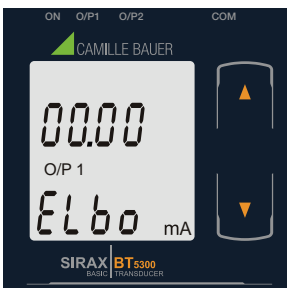 ON O/P1 O/P2 COM
CAMILLE BAUER
00.00
O/P 1
ELbo mA
SIRAX BT5300
BASIC TRANSDUCER